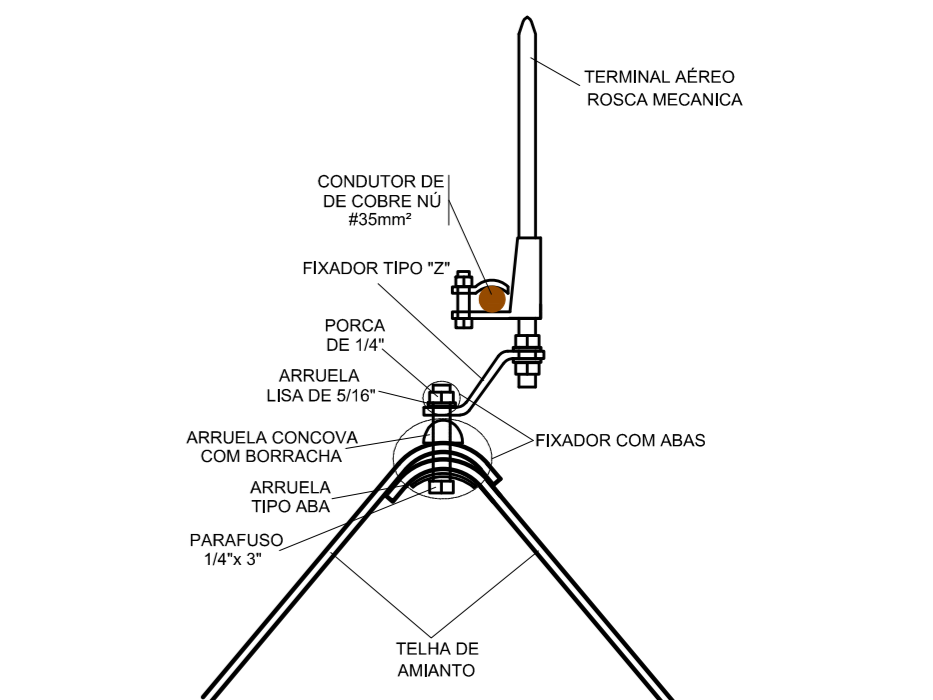 TERMINAL AÉREO
ROSCA MECANICA
CONDUTOR DE
DE COBRE NÚ
#35mm²
FIXADOR TIPO "Z"
PORCA
DE 1/4"
ARRUELA
LISA DE 5/16"
ARRUELA CONCOVA
COM BORRACHA
FIXADOR COM ABAS
ARRUELA
TIPO ABA
PARAFUSO
1/4"x 3"
TELHA DE
AMIANTO